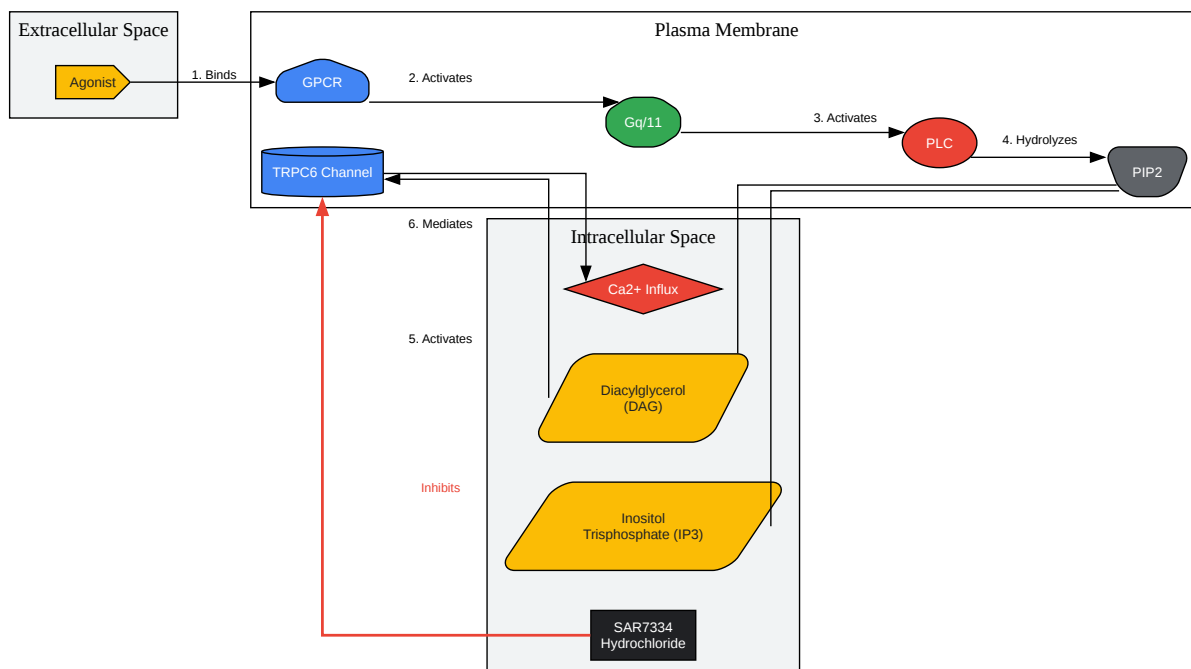 Extracellular Space
Plasma Membrane
Agonist
1. Binds
GPCR
2. Activates
Gq/11
3. Activates
PLC
4. Hydrolyzes
PIP2
TRPC6 Channel
6. Mediates
Intracellular Space
Ca2+ Influx
5. Activates
Diacylglycerol
(DAG)
Inhibits
Inositol
Trisphosphate (IP3)
SAR7334
Hydrochloride